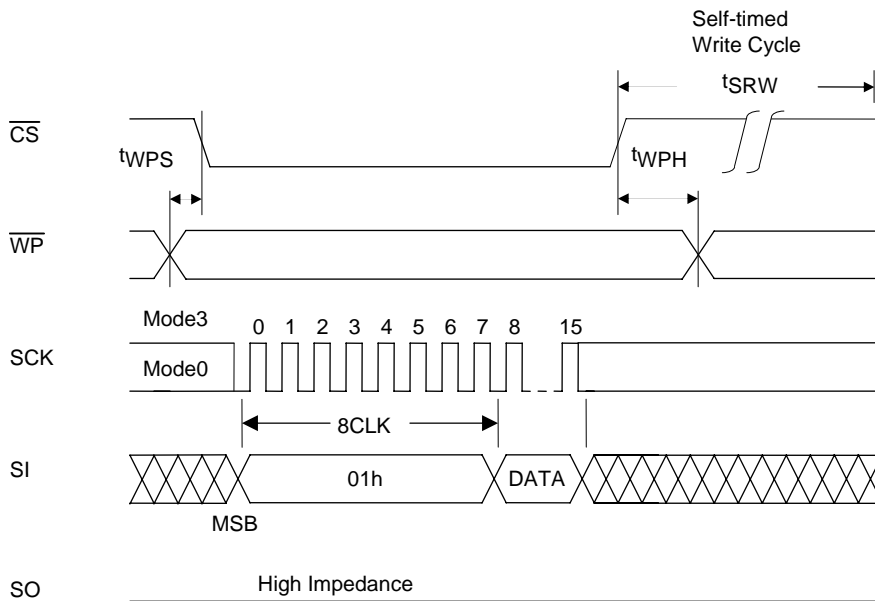 Self-timed
Write Cycle
tSRW
CS
tWPS
tWPH
WP
Mode3
0 1 2 3 4 5 6 7 8 15
SCK
Mode0
8CLK
SI
01h
DATA
MSB
SO
High Impedance